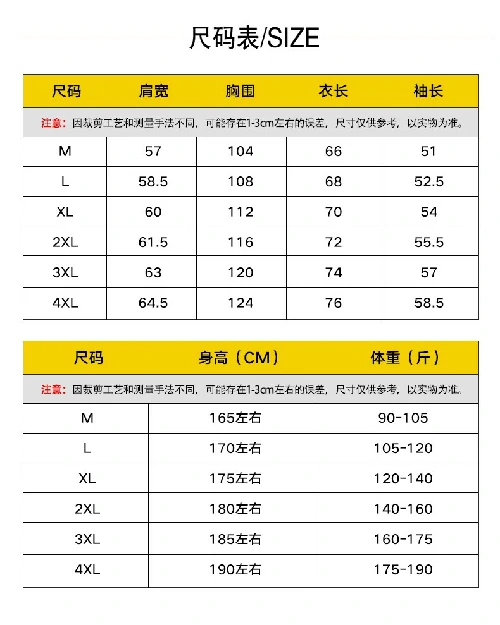 尺码表/SIZE
尺码 肩宽 胸围 衣长 袖长
注意：因裁剪工艺和测量手法不同，可能存在1-3cm左右的误差，尺寸仅供参考，以实物为准。
M 57 104 66 51
L 58.5 108 68 52.5
XL 60 112 70 54
2XL 61.5 116 72 55.5
3XL 63 120 74 57
4XL 64.5 124 76 58.5
尺码 身高（CM） 体重（斤）
注意：因裁剪工艺和测量手法不同，可能存在1-3cm左右的误差，尺寸仅供参考，以实物为准。
M 165左右 90-105
L 170左右 105-120
XL 175左右 120-140
2XL 180左右 140-160
3XL 185左右 160-175
4XL 190左右 175-190